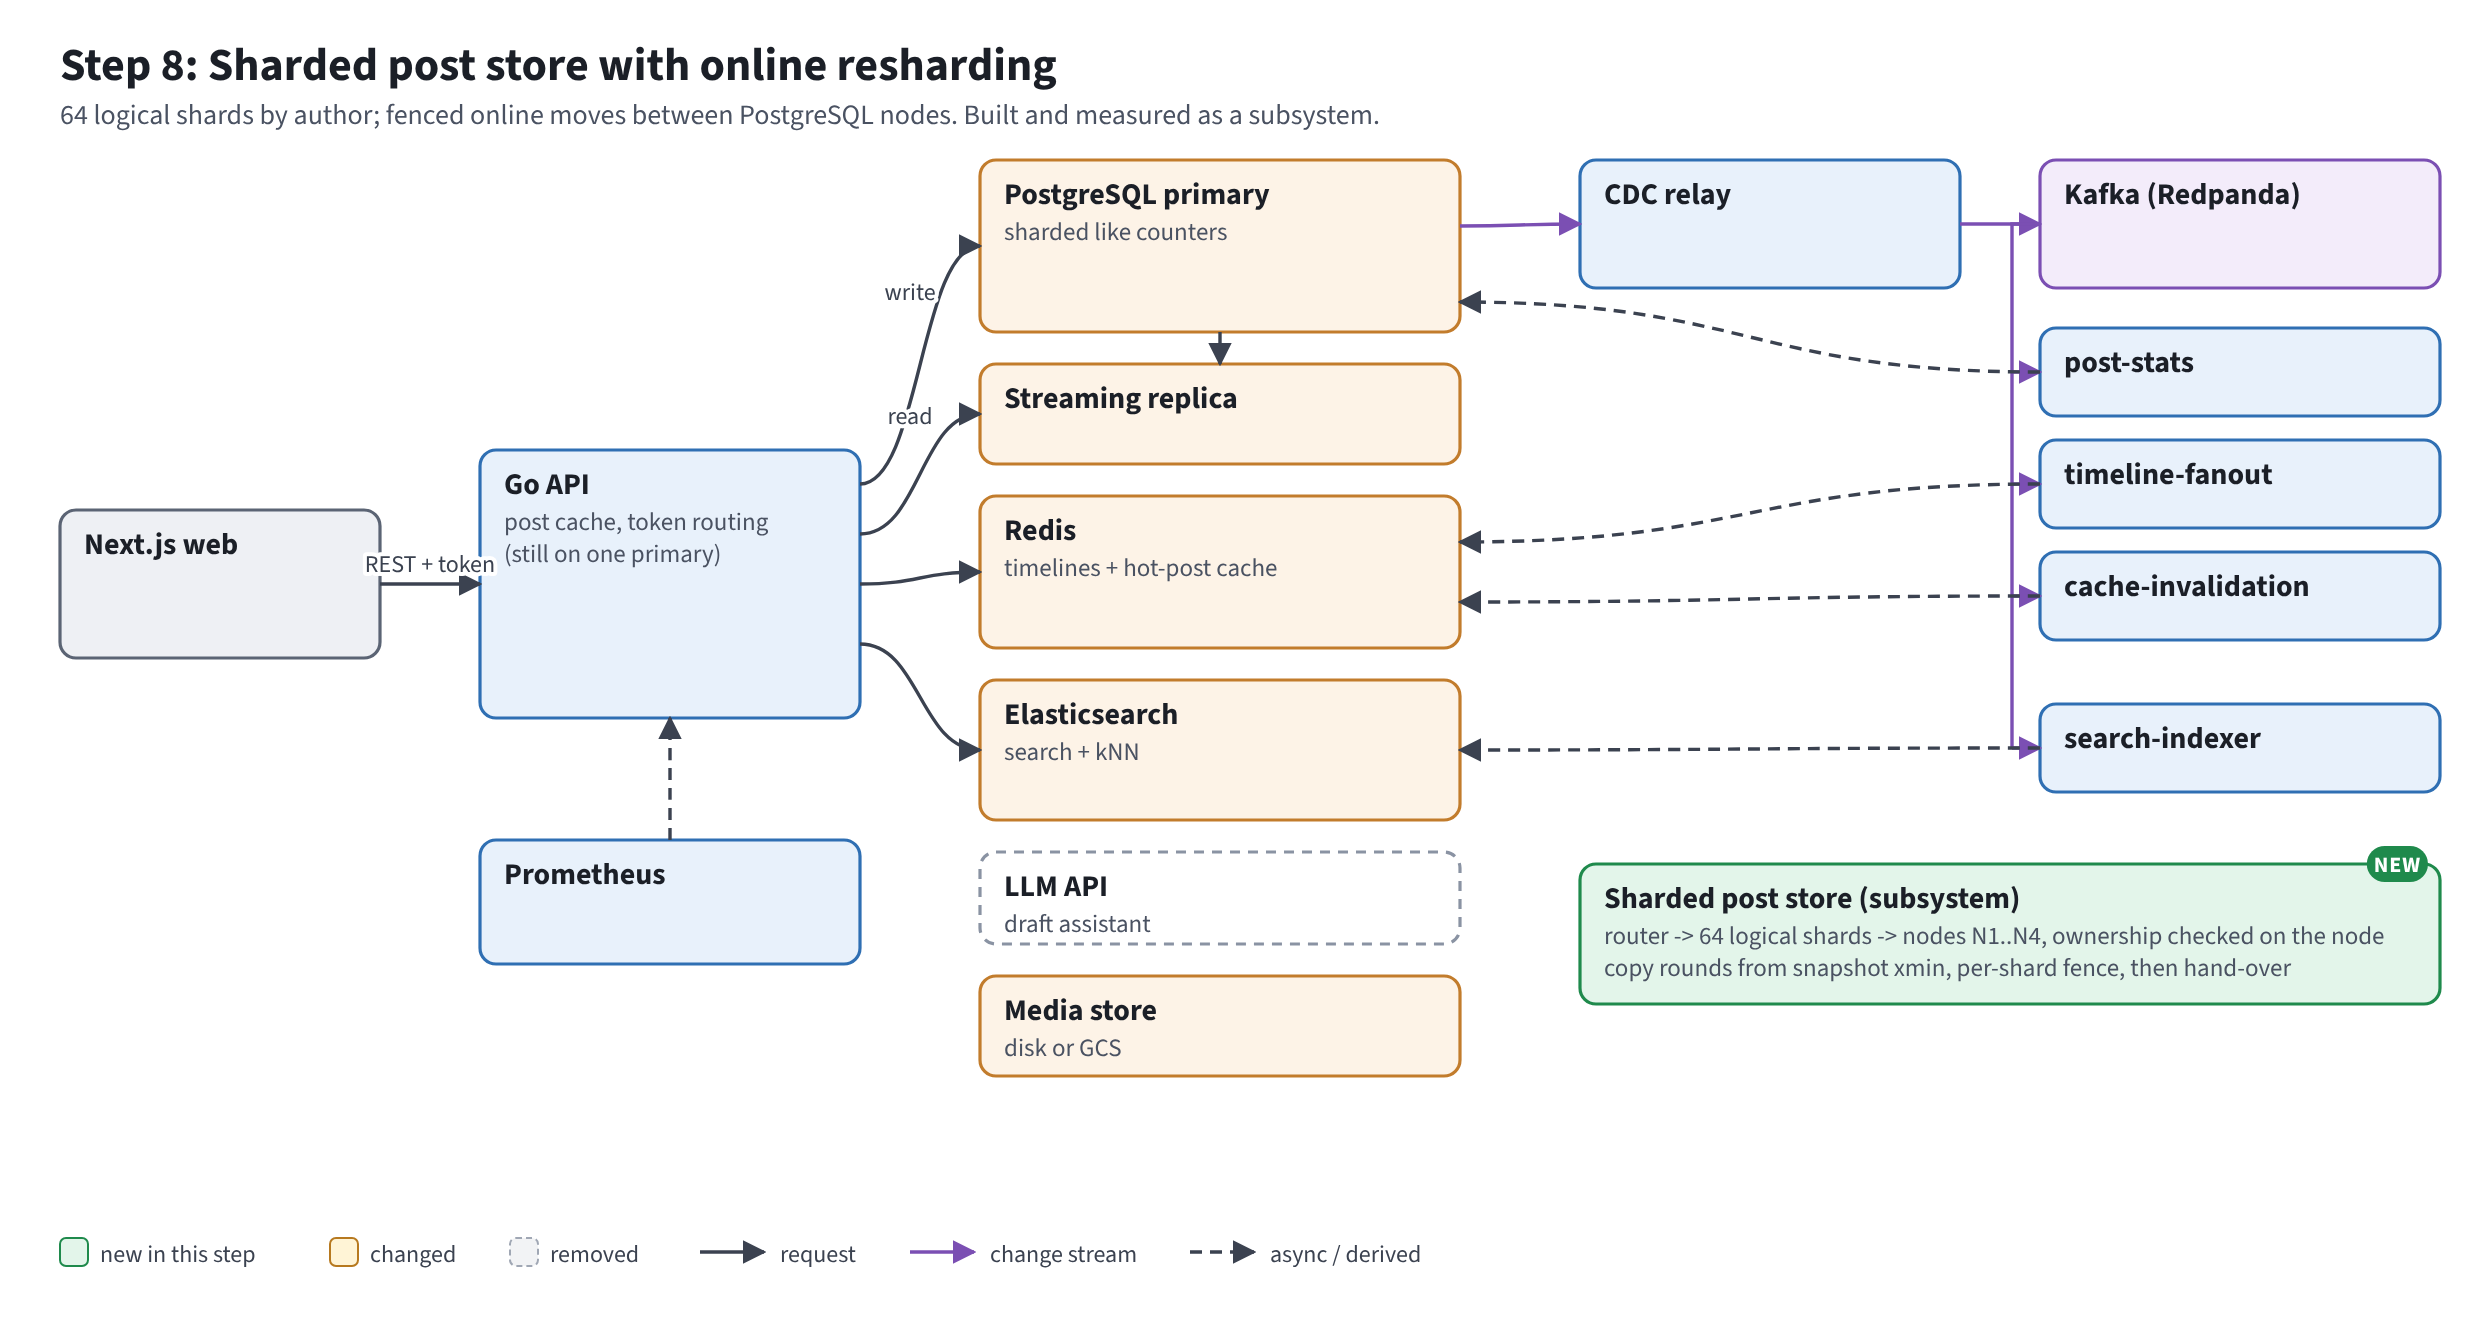 Step 8: Sharded post store with online resharding
64 logical shards by author; fenced online moves between PostgreSQL nodes. Built and measured as a subsystem.
PostgreSQL primary
sharded like counters
CDC relay
Kafka (Redpanda)
write
post-stats
Streaming replica
read
timeline-fanout
Go API
post cache, token routing
(still on one primary)
Next.js web
REST + token
Redis
timelines + hot-post cache
cache-invalidation
Elasticsearch
search + kNN
search-indexer
Prometheus
LLM API
draft assistant
NEW
Sharded post store (subsystem)
router -> 64 logical shards -> nodes N1..N4, ownership checked on the node
copy rounds from snapshot xmin, per-shard fence, then hand-over
Media store
disk or GCS
new in this step
changed
removed
request
change stream
async / derived